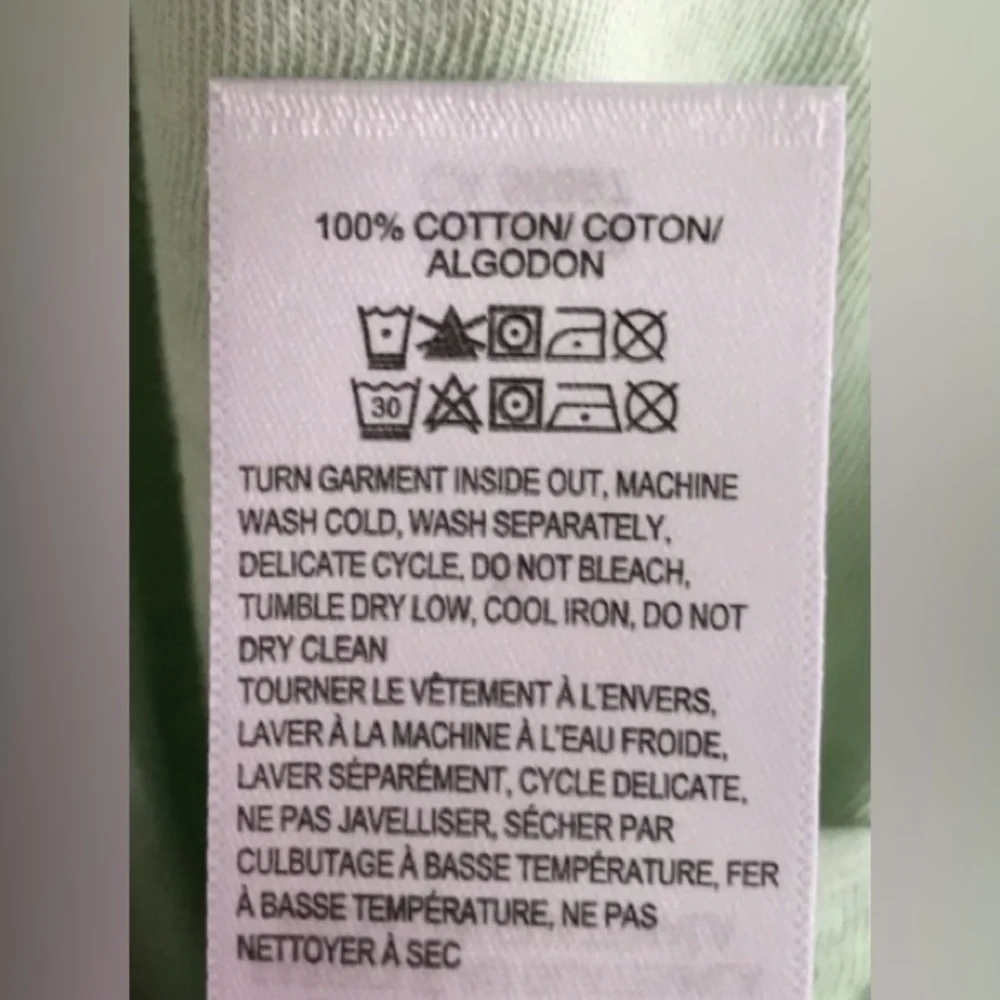 100% COTTON/ COTON/
ALGODON
30
TURN GARMENT INSIDE OUT, MACHINE
WASH COLD, WASH SEPARATELY,
DELICATE CYCLE, DO NOT BLEACH,
TUMBLE DRY LOW, COOL IRON, DO NOT
DRY CLEAN
TOURNER LE VÊTEMENT À L'ENVERS,
LAVER À LA MACHINE À L'EAU FROIDE,
LAVER SÉPARÉMENT, CYCLE DELICATE,
NE PAS JAVELLISER, SÉCHER PAR
CULBUTAGE À BASSE TEMPÉRATURE, FER
À BASSE TEMPÉRATURE, NE PAS
NETTOYER À SEC